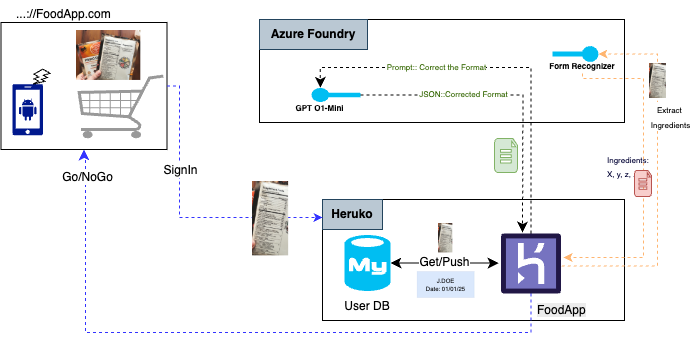 ...://FoodApp.com
Azure Foundry
Prompt:: Correct the Format
Form Recognizer
JSON::Corrected Format
GPT O1-Mini
Extract
Ingredients
Ingredients:
X, y, z,
Go/NoGo
SignIn
Heruko
My
Get/Push
J.DOE
Date: 01/01/25
User DB
FoodApp